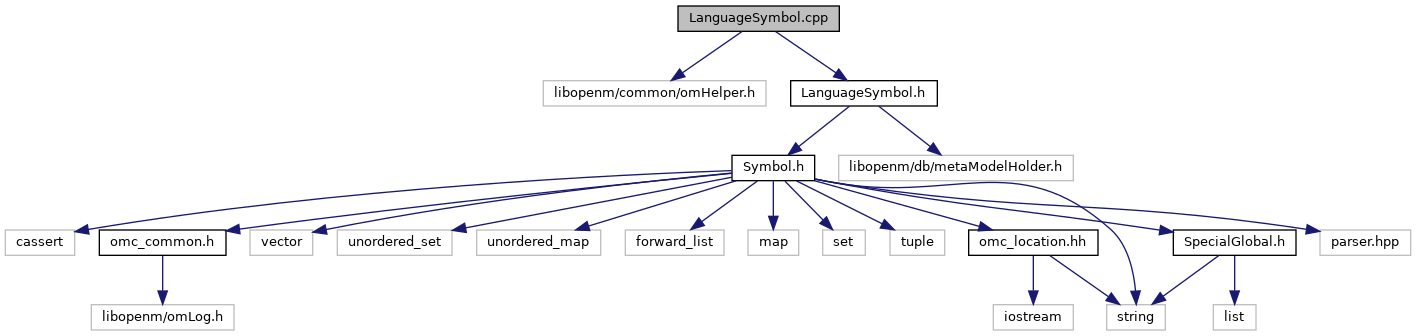 LanguageSymbol.cpp
libopenm/common/omHelper.h
LanguageSymbol.h
Symbol.h
libopenm/db/metaModelHolder.h
cassert
omc_common.h
vector
unordered_set
unordered_map
forward_list
map
set
tuple
omc_location.hh
SpecialGlobal.h
parser.hpp
libopenm/omLog.h
iostream
string
list